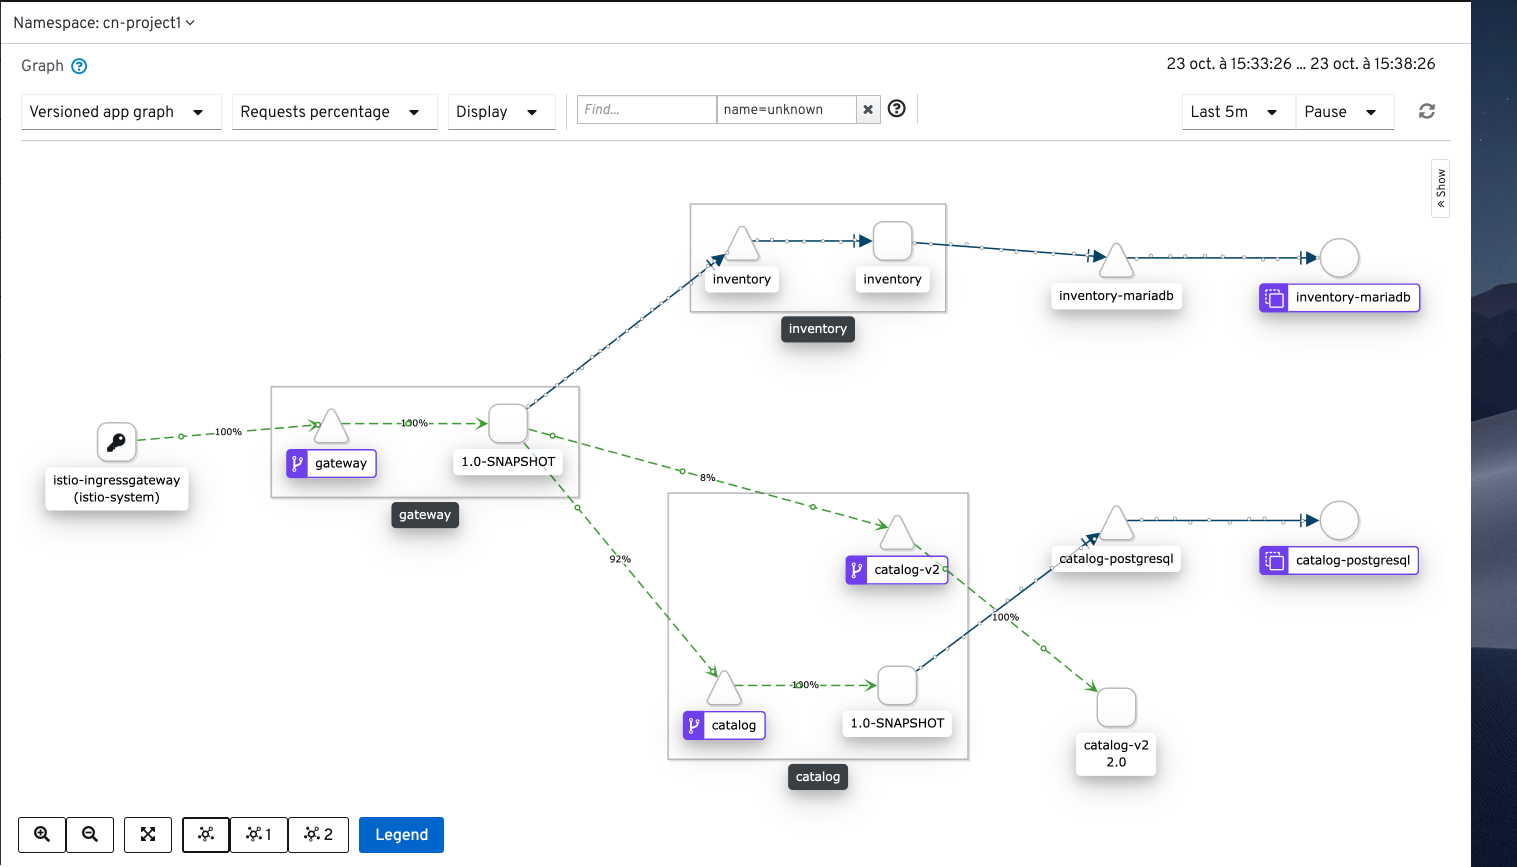 Namespace: cn-project1
Graph
23 oct. à 15:33:26 ... 23 oct. à 15:38:26
Versioned app graph
Requests percentage
Display
Find...
name=unknown
Last 5m
Pause
« Show
inventory
inventory
inventory
inventory-mariadb
inventory-mariadb
istio-ingressgateway
(istio-system)
100%
gateway
100%
1.0-SNAPSHOT
gateway
8%
92%
catalog-v2
catalog-postgresql
catalog-postgresql
100%
catalog
100%
1.0-SNAPSHOT
catalog
catalog-v2
2.0
1
2
Legend